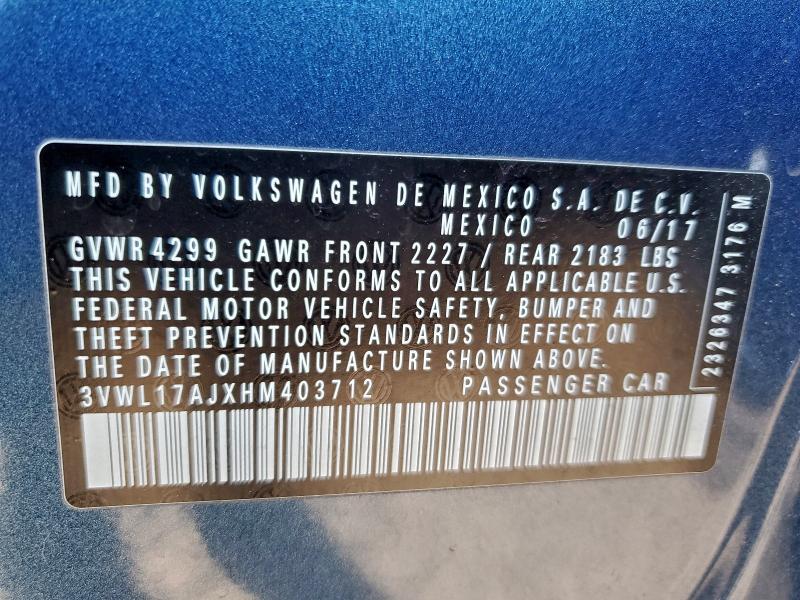 MFD BY VOLKSWAGEN DE MEXICO S.A. DE C.V.
MEXICO 06/17
GVWR 4299 GAWR FRONT 2227 / REAR 2183 LBS
THIS VEHICLE CONFORMS TO ALL APPLICABLE U.S.
FEDERAL MOTOR VEHICLE SAFETY, BUMPER AND
THEFT PREVENTION STANDARDS IN EFFECT ON
THE DATE OF MANUFACTURE SHOWN ABOVE.
3VWL17AJXHM403712 PASSENGER CAR
2326347 3176 M